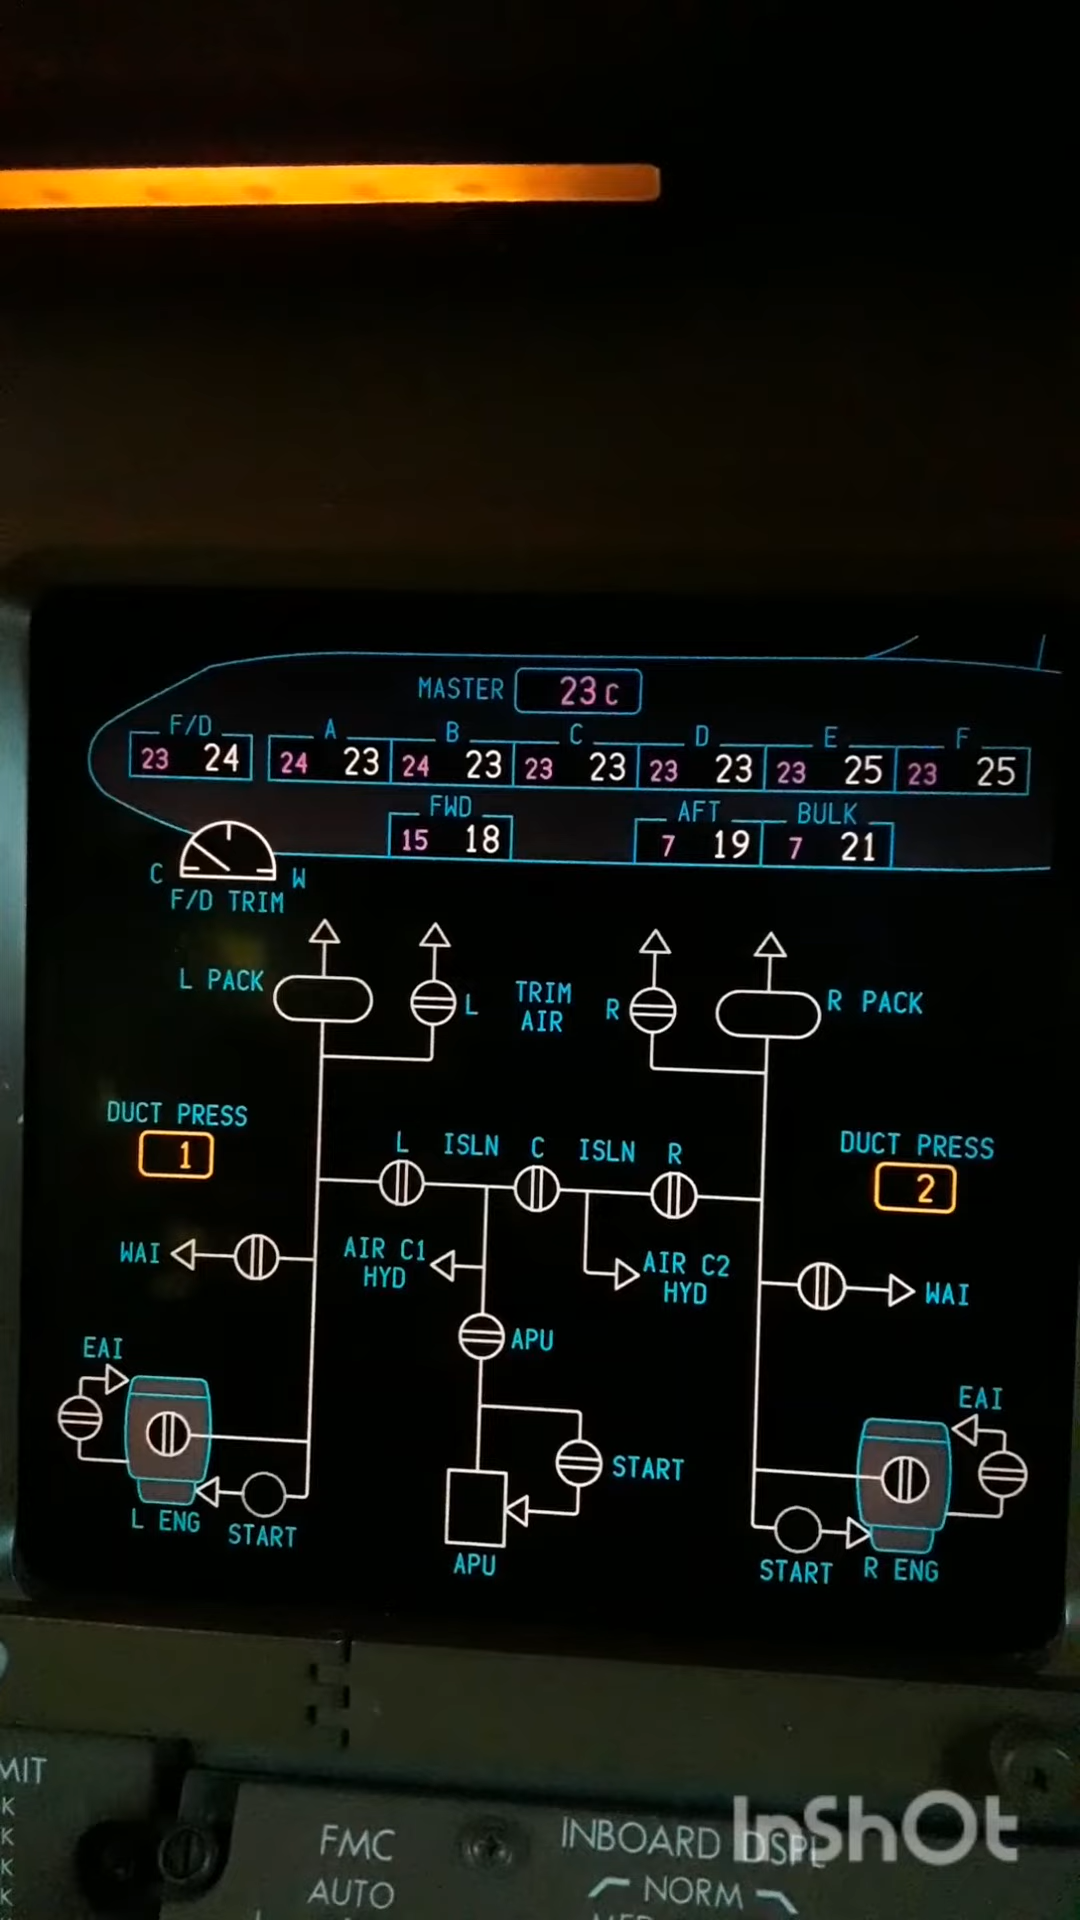 MASTER 23 C
F/D A B C D E F
23 24 24 23 24 23 23 23 23 23 23 25 23 25
FWD AFT BULK
15 18 7 19 7 21
C W
F/D TRIM
L PACK L TRIM AIR R R PACK
DUCT PRESS
1
L ISLN C ISLN R
DUCT PRESS
2
WAI
AIR C1
HYD
AIR C2
HYD
WAI
APU
EAI
EAI
START
L ENG START
APU
START R ENG
MIT
K
K
K
K
FMC
AUTO
INBOARD DSPL
NORM
InShOt